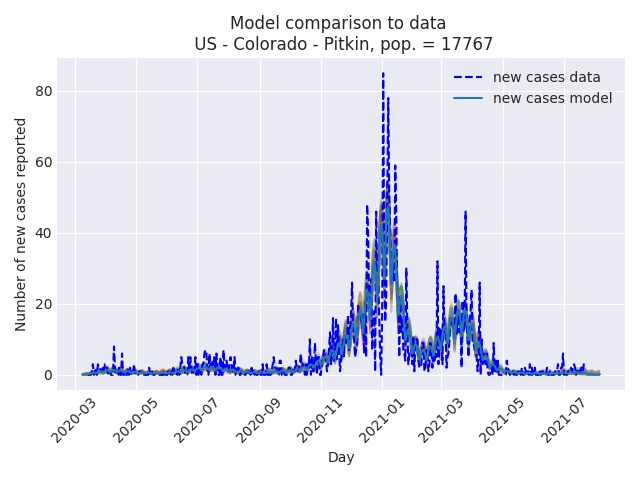 Model comparison to data
US - Colorado - Pitkin, pop. = 17767
new cases data
new cases model
Number of new cases reported
80
60
40
20
0
2020-03
2020-05
2020-07
2020-09
2020-11
2021-01
2021-03
2021-05
2021-07
Day